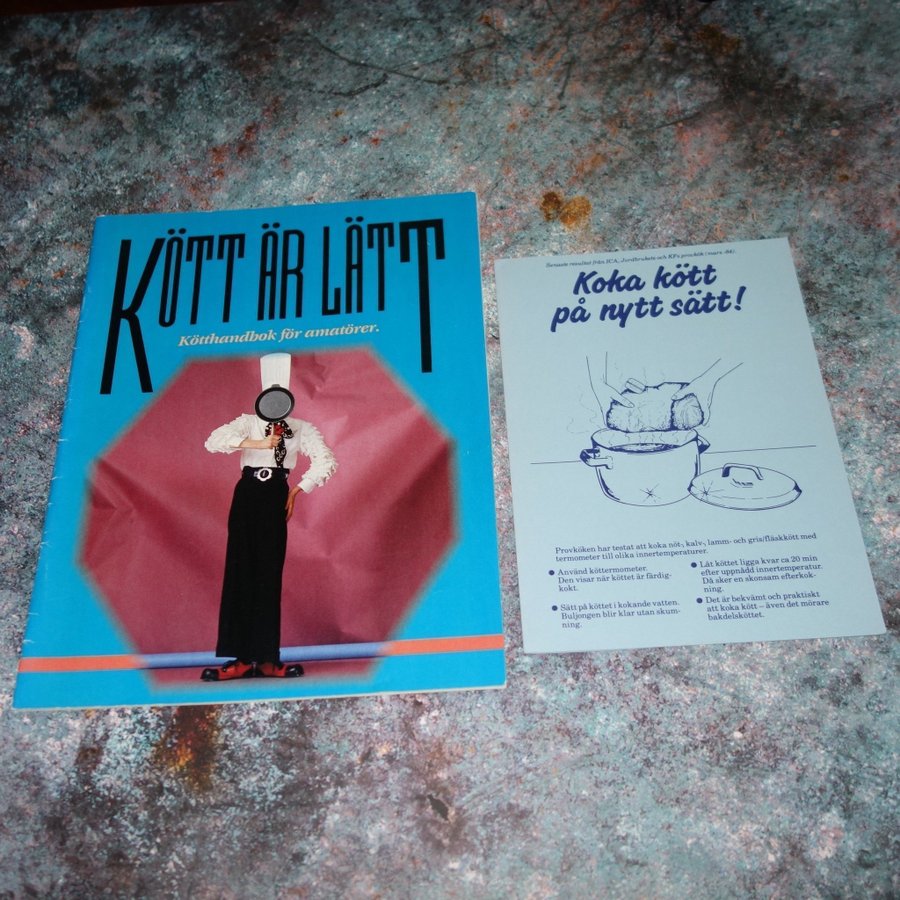 KÖTT ÄR LÄTT
Kötthandbok för amatörer.
Senaste resultat från ICA, Jordbrukets och KFs provkök (mars -84).
Koka kött
på nytt sätt!
Provköken har testat att koka nöt-, kalv-, lamm- och gris/fläskkött med
termometer till olika innertemperaturer.
● Använd köttermometer.
Den visar när köttet är färdig-
kokt.
● Sätt på köttet i kokande vatten.
Buljongen blir klar utan skum-
ning.
● Låt köttet ligga kvar ca 20 min
efter uppnådd innertemperatur.
Då sker en skonsam efterkok-
ning.
● Det är bekvämt och praktiskt
att koka kött – även det mörare
bakdelsköttet.